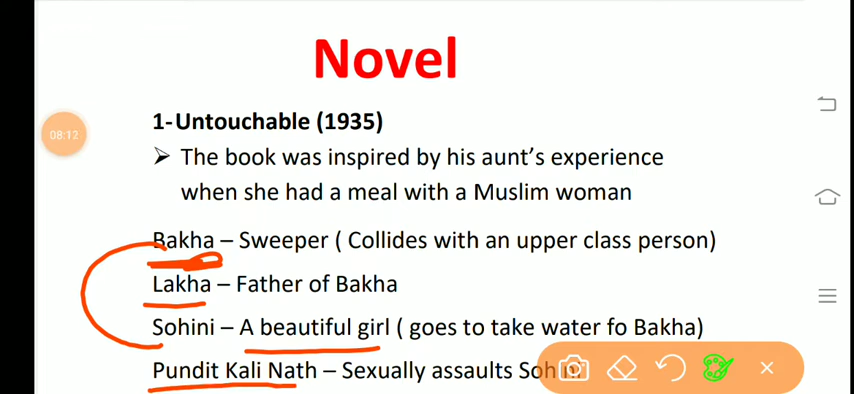 Novel
1-Untouchable (1935)
➢ The book was inspired by his aunt's experience
when she had a meal with a Muslim woman
Bakha – Sweeper ( Collides with an upper class person)
08:12
Lakha – Father of Bakha
Sohini – A beautiful girl ( goes to take water fo Bakha)
Pundit Kali Nath – Sexually assaults